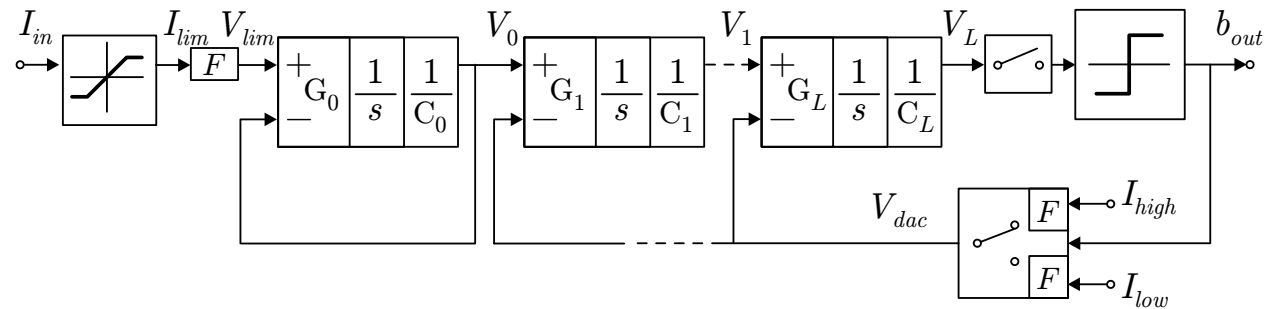 I_in
I_lim
V_lim
F
+ G_0 −
1/s
1/C_0
V_0
+ G_1 −
1/s
1/C_1
V_1
+ G_L −
1/s
1/C_L
V_L
b_out
V_dac
F
I_high
F
I_low